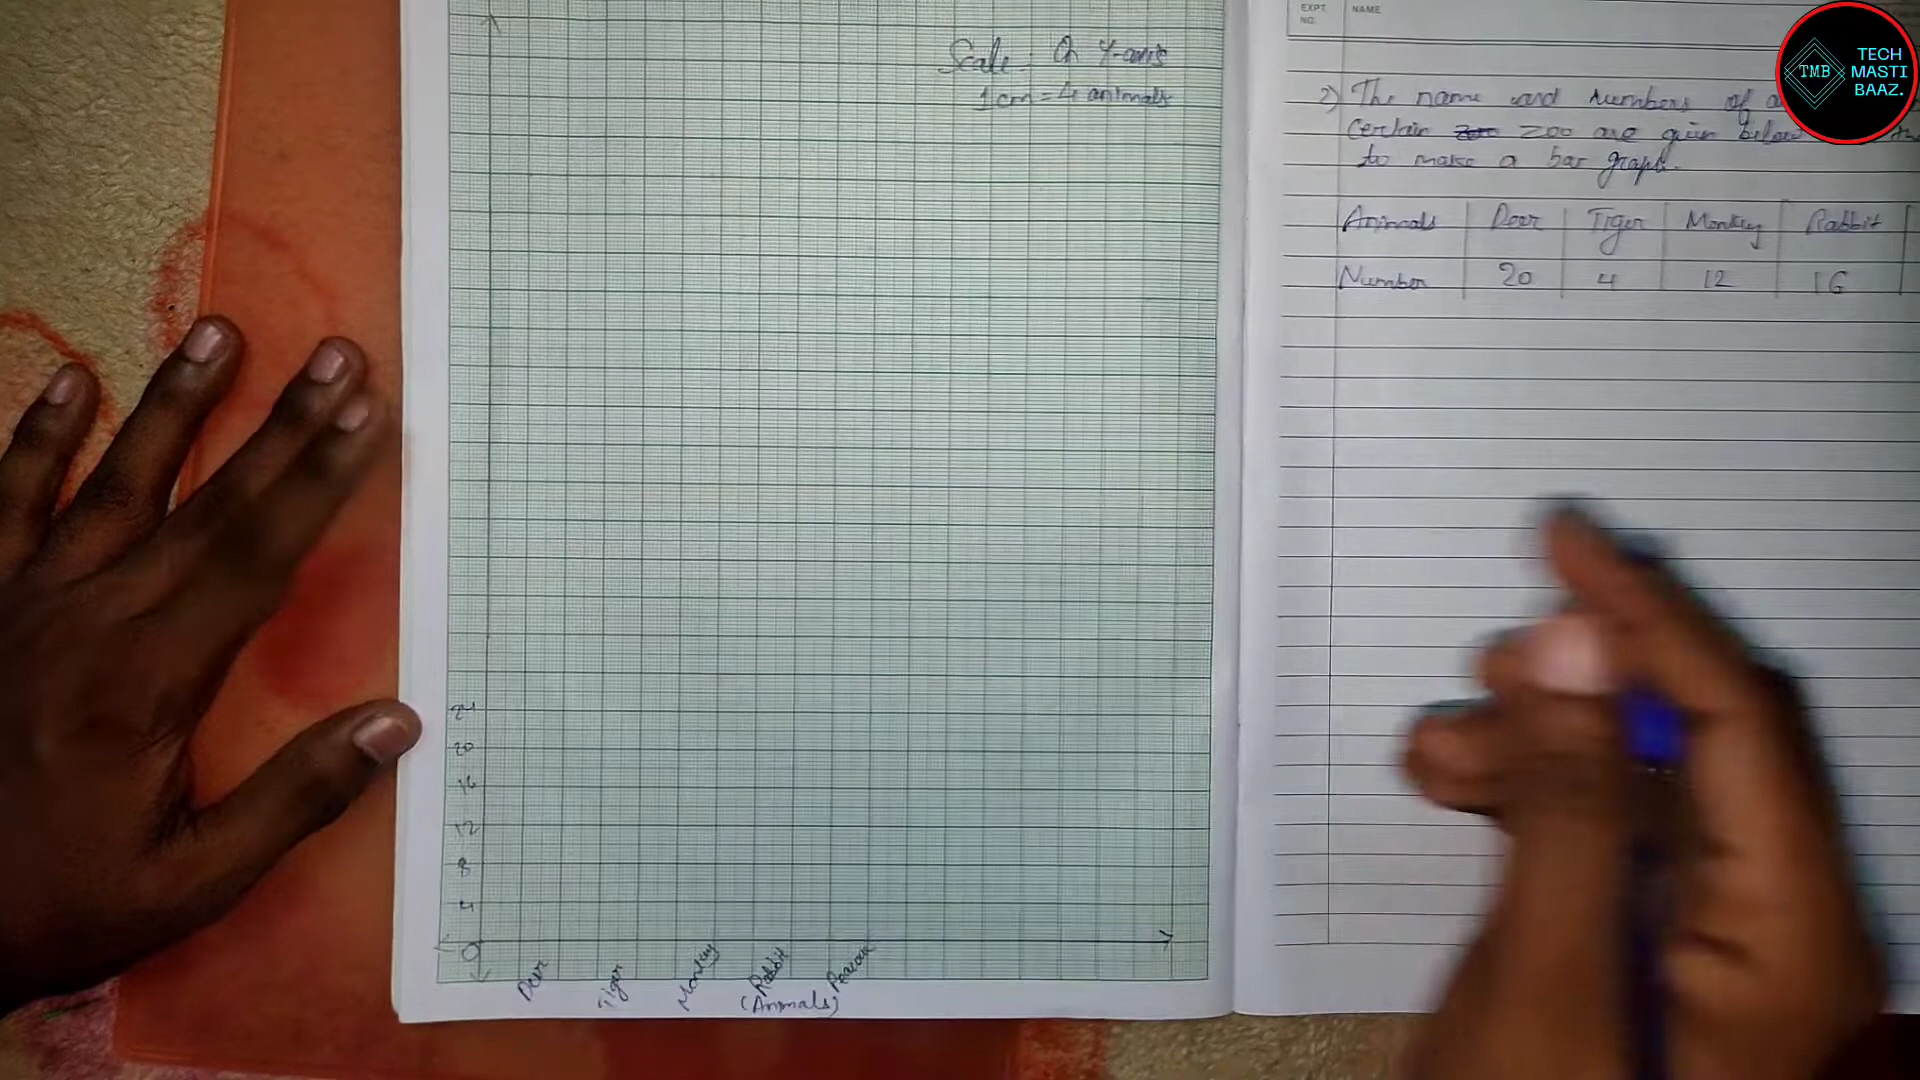 Scale - On Y-axis
1 cm = 4 animals
24
20
16
12
8
4
0
Deer Tiger Monkey Rabbit Peacock
(Animals)
EXPT. NO. NAME
2) The name and numbers of
certain zoo are given below
to make a bar graph.
Animals Deer Tiger Monkey Rabbit
Number 20 4 12 16
TMB
TECH
MASTI
BAAZ.